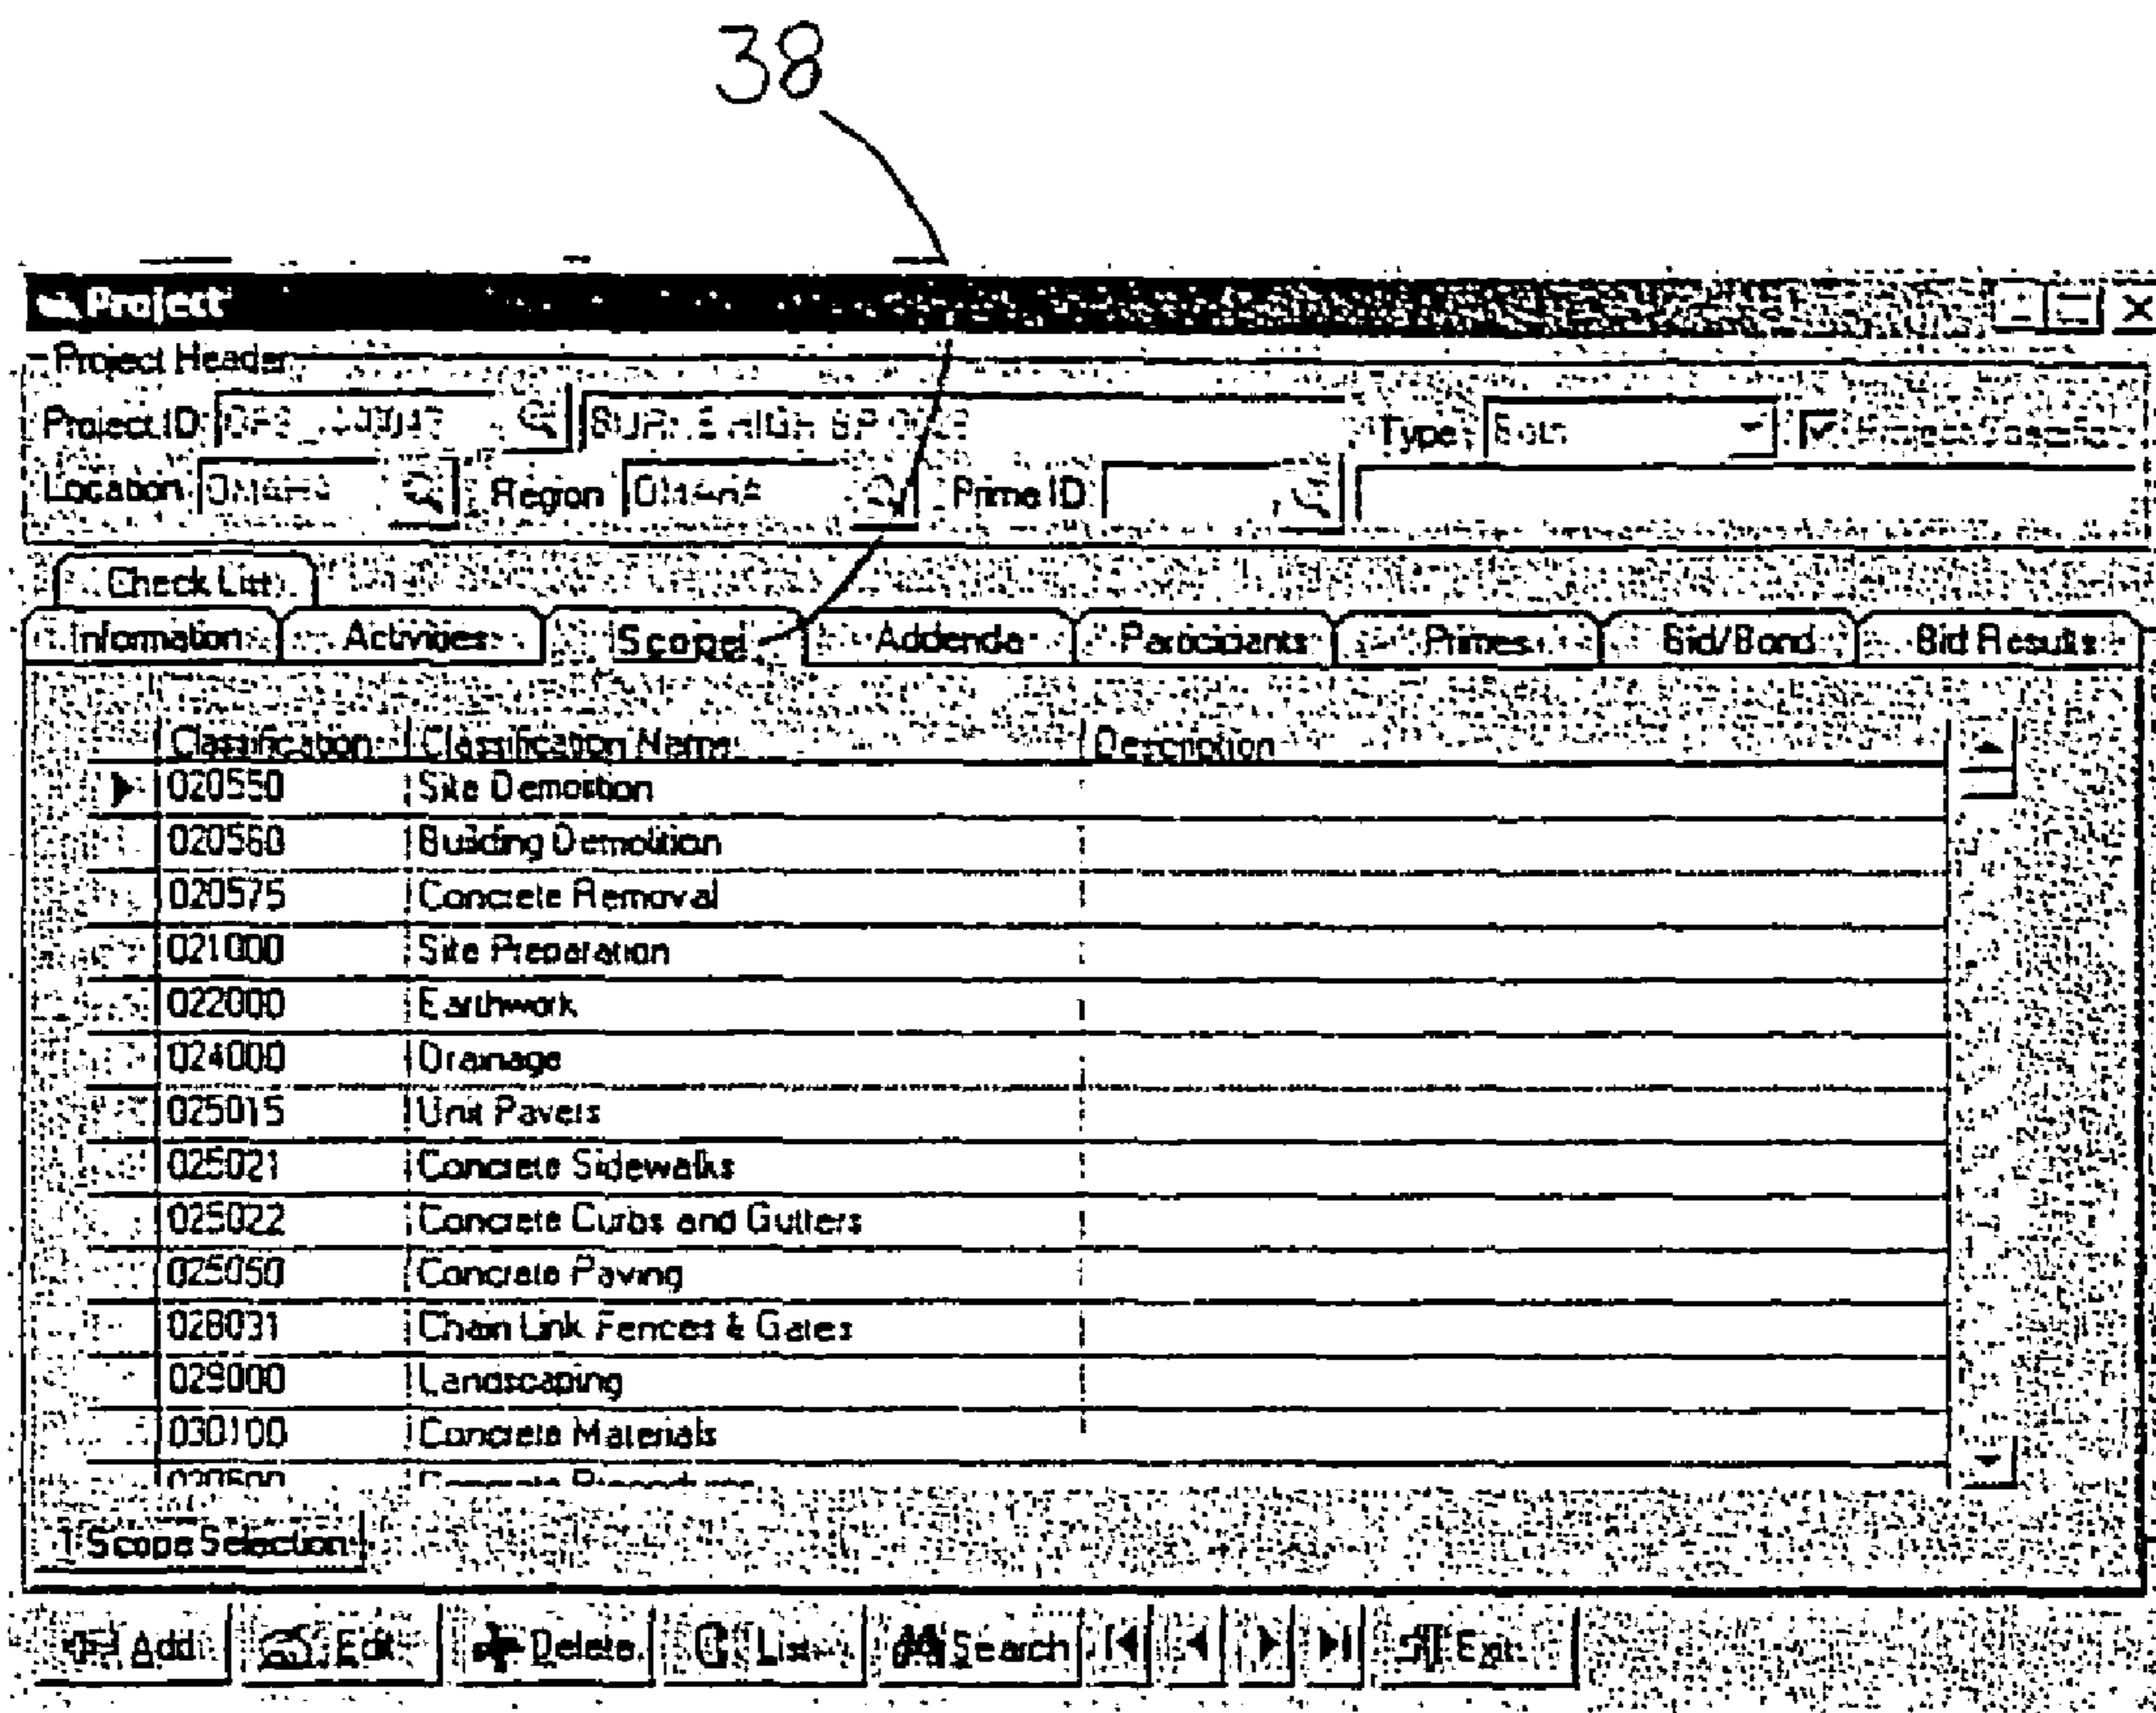 38
Project
Project Header
Project ID Type
Location Region Prime ID
Check List
Information Activities Scope Addenda Participants Primes Bid/Bond Bid Results
Classification Classification Name Description
020550 Site Demolition
020560 Building Demolition
020575 Concrete Removal
021000 Site Preparation
022000 Earthwork
024000 Drainage
025015 Unit Pavers
025021 Concrete Sidewalks
025022 Concrete Curbs and Gutters
025050 Concrete Paving
028031 Chain Link Fences & Gates
029000 Landscaping
030100 Concrete Materials
Concrete
Scope Selection
Add Edit Delete List Search Exit